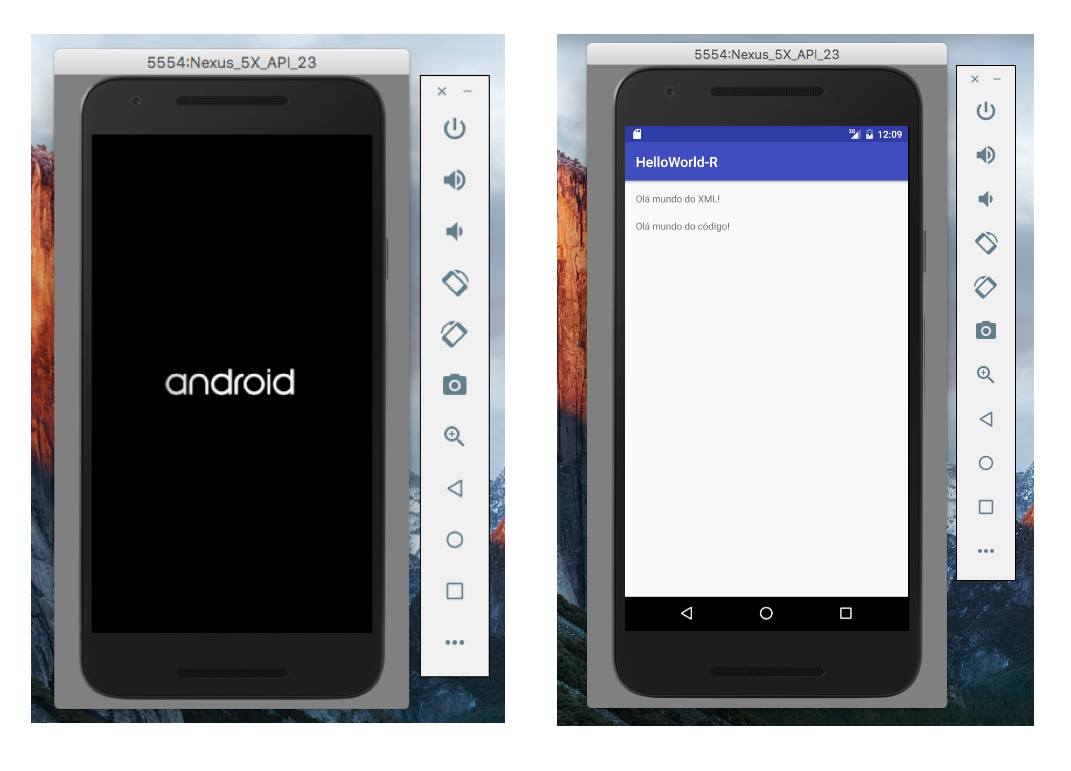 5554:Nexus_5X_API_23
android
5554:Nexus_5X_API_23
12:09
HelloWorld-R
Olá mundo do XML!
Olá mundo do código!